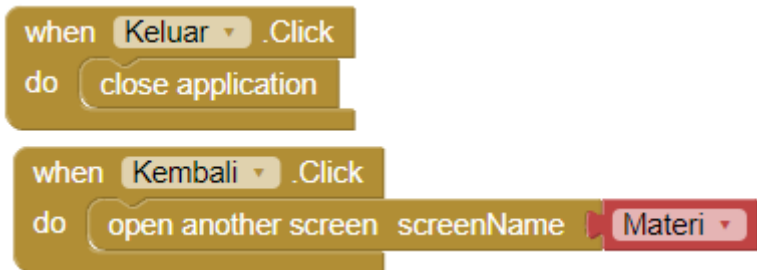 when Keluar .Click
do close application
when Kembali .Click
do open another screen screenName Materi